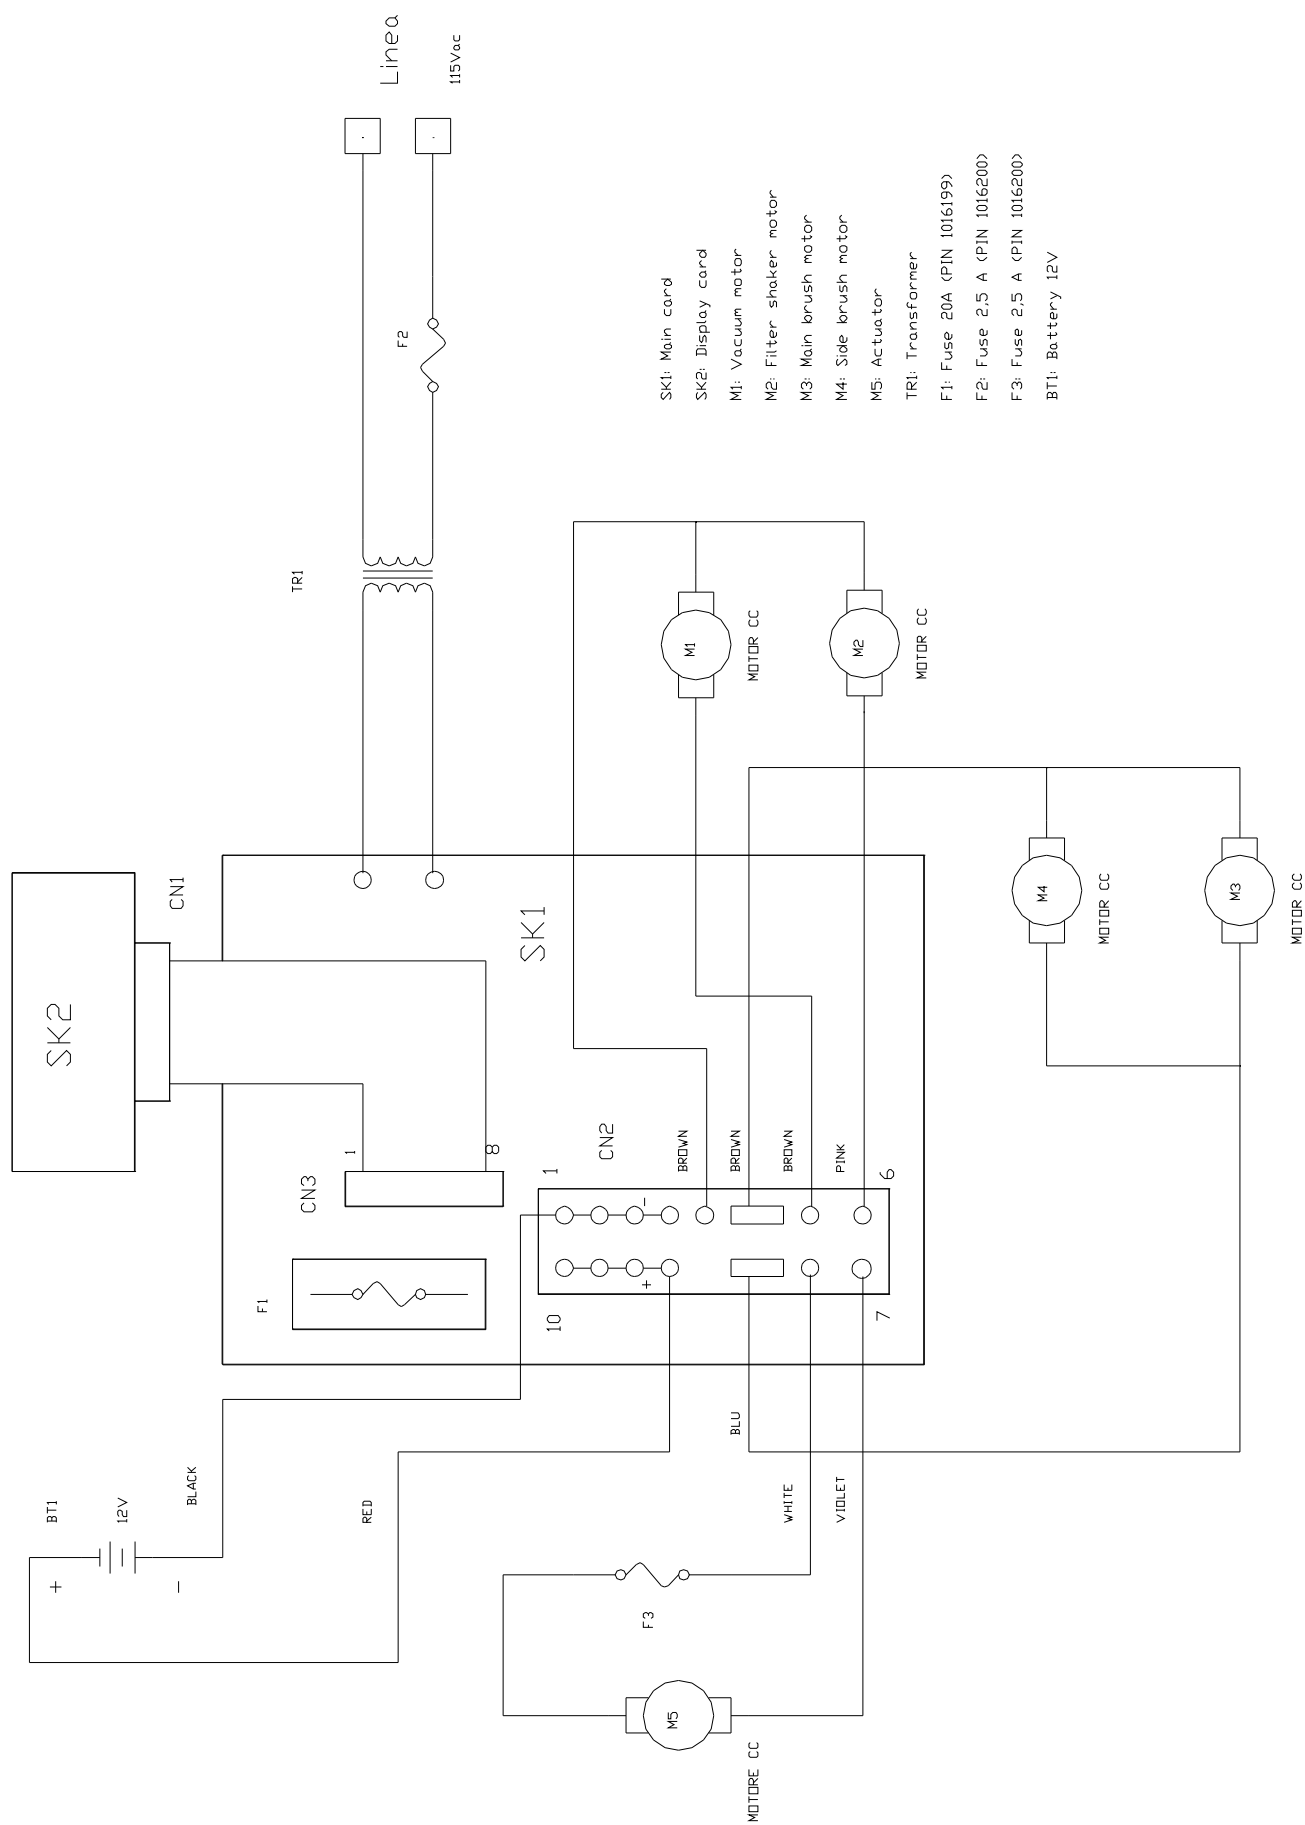 BT1
12V
+
-
BLACK
RED
F3
M5
MOTORE CC
WHITE
VIOLET
BLU
SK2
CN1
F1
CN3
1
8
SK1
CN2
1
10
+
-
6
7
BROWN
BROWN
BROWN
PINK
TR1
F2
Linea
115Vac
M1
MOTOR CC
M2
MOTOR CC
M4
MOTOR CC
M3
MOTOR CC
SK1: Main card
SK2: Display card
M1: Vacuum motor
M2: Filter shaker motor
M3: Main brush motor
M4: Side brush motor
M5: Actuator
TR1: Transformer
F1: Fuse 20A (PIN 1016199)
F2: Fuse 2,5 A (PIN 1016200)
F3: Fuse 2,5 A (PIN 1016200)
BT1: Battery 12V